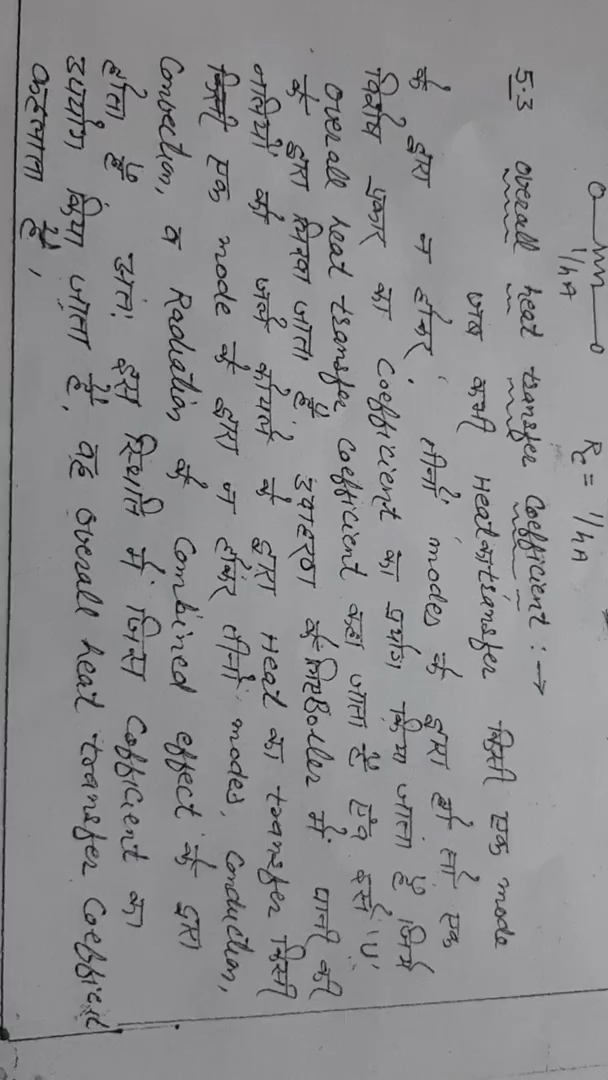 1/hA
Rc = 1/hA
5.3 overall heat transfer coefficient : →
जब कभी Heat का transfer किसी एक mode
के द्वारा न होकर, तीनों modes के द्वारा हो तो एक
विशेष प्रकार का coefficient का प्रयोग किया जाता है जिसे
overall heat transfer coefficient कहा जाता है एवं इसे 'U'
के द्वारा लिखा जाता है, उदाहरण के लिए Boiler में पानी की
नलियों को जले कोयले के द्वारा Heat का transfer किसी
किसी एक mode के द्वारा न होकर तीनों modes, conduction,
Convection, व Radiation के Combined effect के द्वारा
होता है अतः इस स्थिति में जिस Cofficient का
उपयोग किया जाता है, वह overall heat transfer Coefficient
कहलाता है,